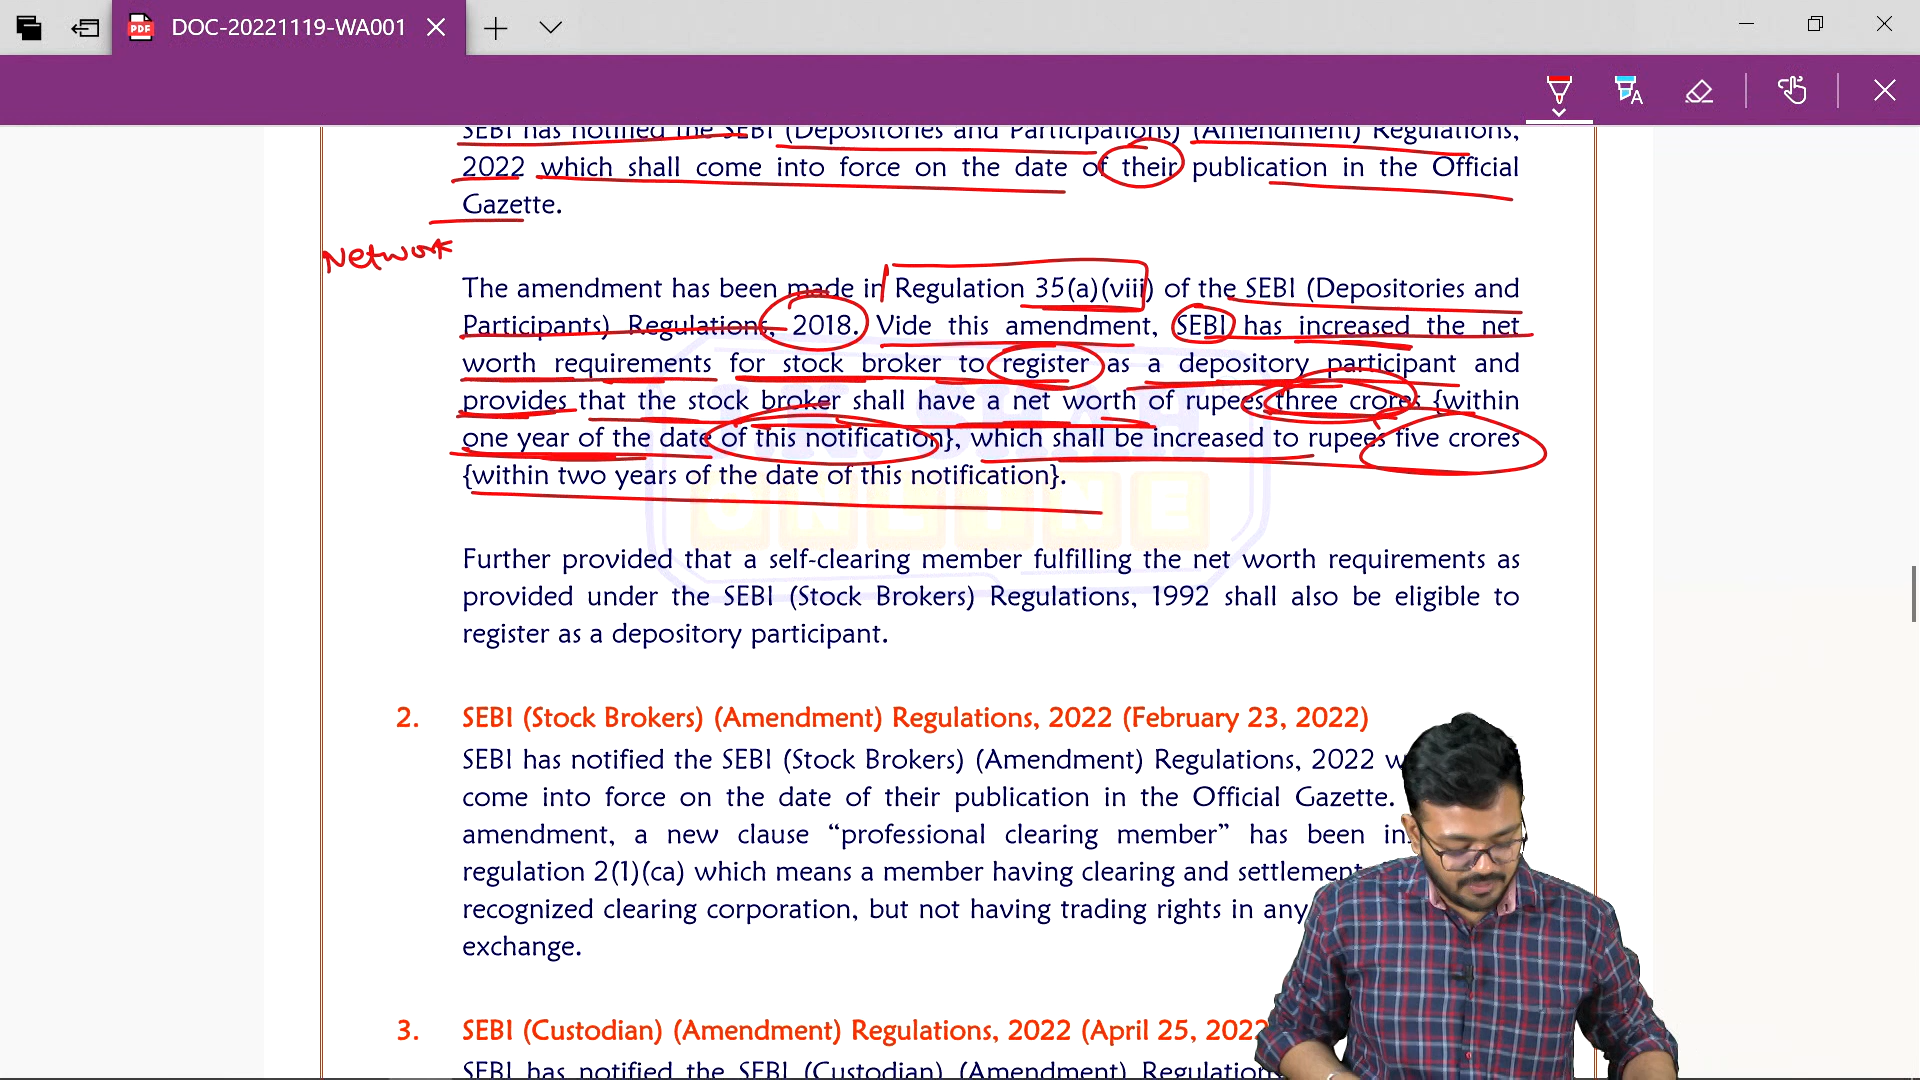 DOC-20221119-WA001
SEBI has notified the SEBI (Depositories and Participations) (Amendment) Regulations,
2022 which shall come into force on the date of their publication in the Official
Gazette.
Network
The amendment has been made in Regulation 35(a)(viii) of the SEBI (Depositories and
Participants) Regulations, 2018. Vide this amendment, SEBI has increased the net
worth requirements for stock broker to register as a depository participant and
provides that the stock broker shall have a net worth of rupees three crores {within
one year of the date of this notification}, which shall be increased to rupees five crores
{within two years of the date of this notification}.
ONLINE
Further provided that a self-clearing member fulfilling the net worth requirements as
provided under the SEBI (Stock Brokers) Regulations, 1992 shall also be eligible to
register as a depository participant.
2. SEBI (Stock Brokers) (Amendment) Regulations, 2022 (February 23, 2022)
SEBI has notified the SEBI (Stock Brokers) (Amendment) Regulations, 2022
come into force on the date of their publication in the Official Gazette.
amendment, a new clause “professional clearing member” has been
regulation 2(1)(ca) which means a member having clearing and settlement
recognized clearing corporation, but not having trading rights in any
exchange.
3. SEBI (Custodian) (Amendment) Regulations, 2022 (April 25, 2022
SEBI has notified the SEBI (Custodian) (Amendment) Regulation